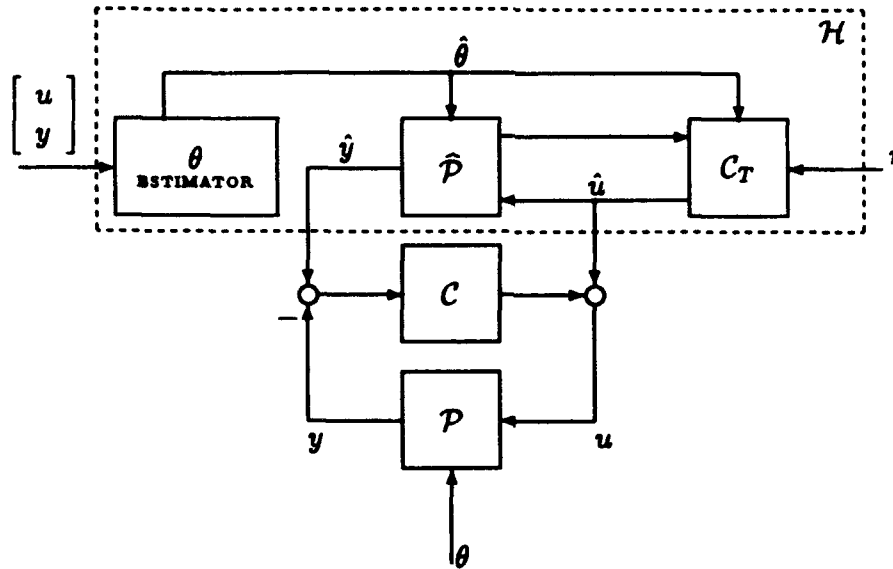 𝓗
θ̂
[ u
y ]
θ
ESTIMATOR
ŷ
𝒫̂
û
𝒞_T
𝒞
−
𝒫
y
u
θ